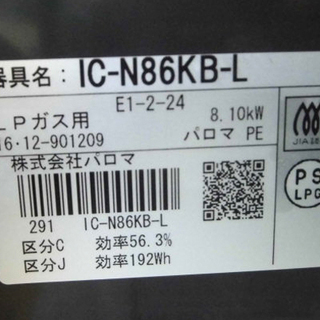 器具名：IC-N86KB-L
E1-2-24
LPガス用 8.10kW
16·12-901209 パロマ PE
株式会社パロマ
291 IC-N86KB-L
区分C 効率56.3%
区分J 効率192Wh
JIA
PS
LPG